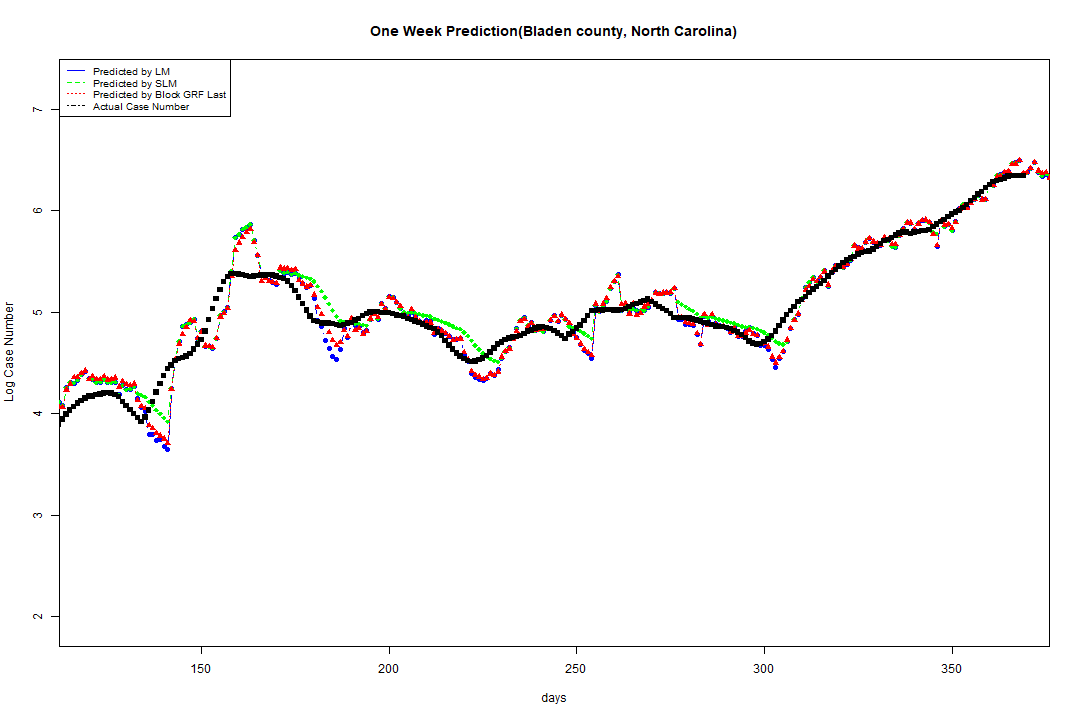 One Week Prediction(Bladen county, North Carolina)
Predicted by LM
Predicted by SLM
Predicted by Block GRF Last
Actual Case Number
Log Case Number
7
6
5
4
3
2
150 200 250 300 350
days